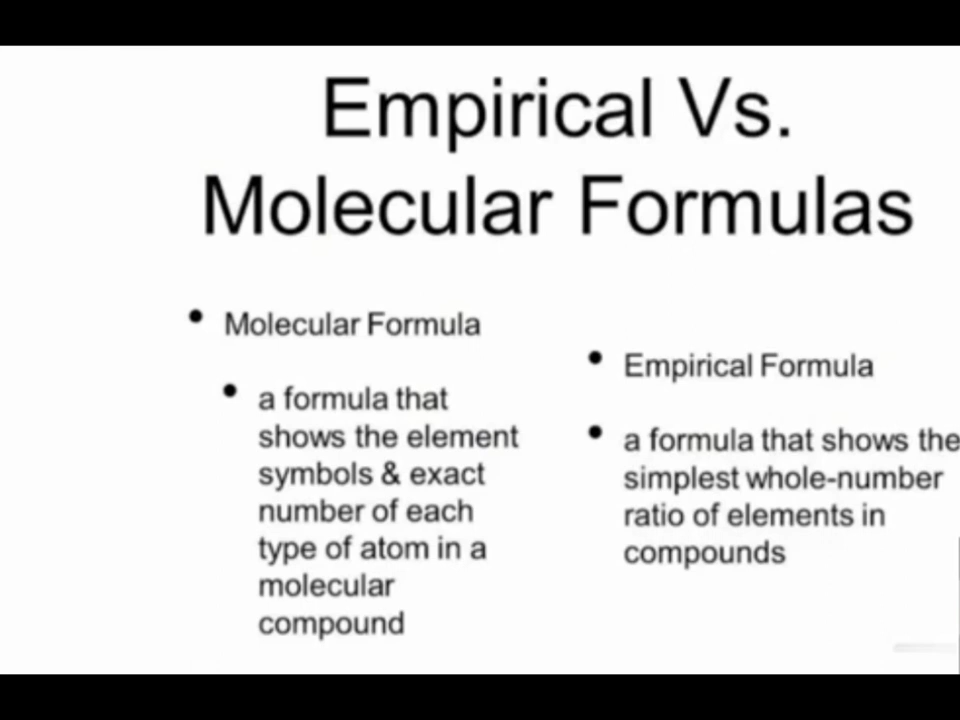 Empirical Vs.
Molecular Formulas
• Molecular Formula
• a formula that
shows the element
symbols & exact
number of each
type of atom in a
molecular
compound
• Empirical Formula
• a formula that shows the
simplest whole-number
ratio of elements in
compounds